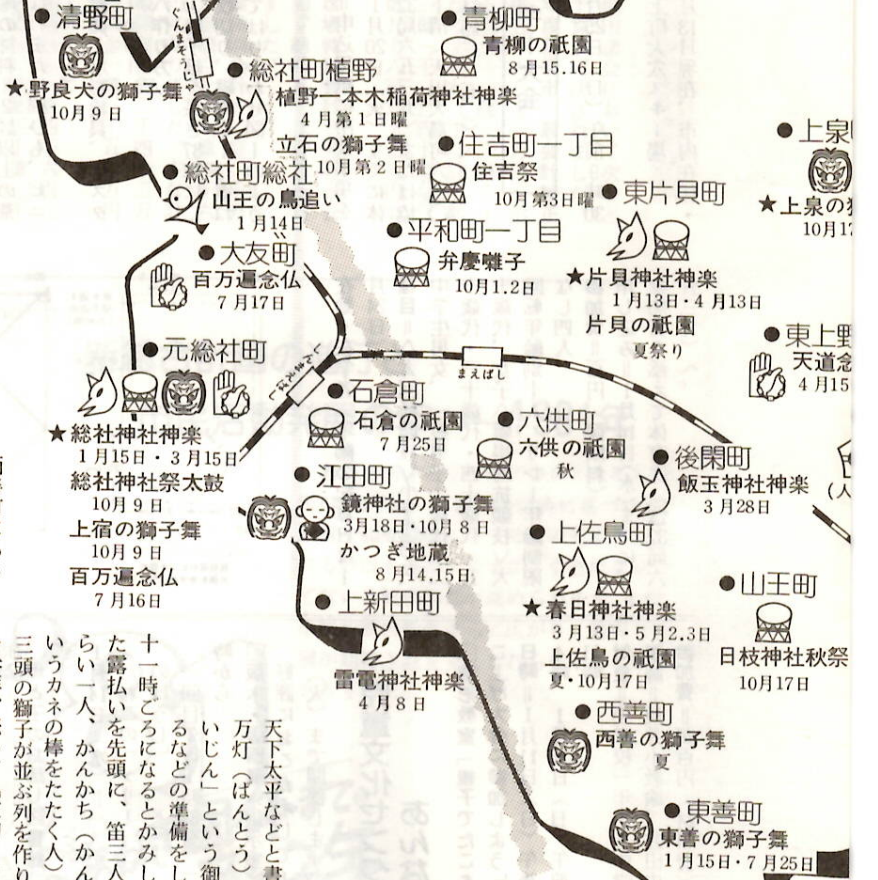 清野町
★野良犬の獅子舞
10月9日
ぐんまそうじゃ
総社町植野
植野一本木稲荷神社神楽
4月第1日曜
立石の獅子舞
10月第2日曜
青柳町
青柳の祇園
8月15.16日
総社町総社
山王の鳥追い
1月14日
住吉町一丁目
住吉祭
10月第3日曜
上泉
★上泉の
10月1
東片貝町
★片貝神社神楽
1月13日・4月13日
片貝の祇園
夏祭り
平和町一丁目
弁慶囃子
10月1.2日
大友町
百万遍念仏
7月17日
東上野
天道念
4月15
元総社町
★総社神社神楽
1月15日・3月15日
総社神社祭太鼓
10月9日
上宿の獅子舞
10月9日
百万遍念仏
7月16日
しんまえばし
まえばし
石倉町
石倉の祇園
7月25日
六供町
六供の祇園
秋
後閑町
飯玉神社神楽
3月28日
(人
江田町
鏡神社の獅子舞
3月18日・10月8日
かつぎ地蔵
8月14.15日
上佐鳥町
★春日神社神楽
3月13日・5月2.3日
上佐鳥の祇園
夏・10月17日
山王町
日枝神社秋祭
10月17日
上新田町
雷電神社神楽
4月8日
西善町
西善の獅子舞
夏
東善町
東善の獅子舞
1月15日・7月25日
天下太平などと書
万灯（ばんとう）
いじん」という御
るなどの準備をし
十一時ごろになるとかみし
た露払いを先頭に、笛三人
らい一人、かんかち（かん
いうカネの棒をたたく人）
三頭の獅子が並ぶ列を作り